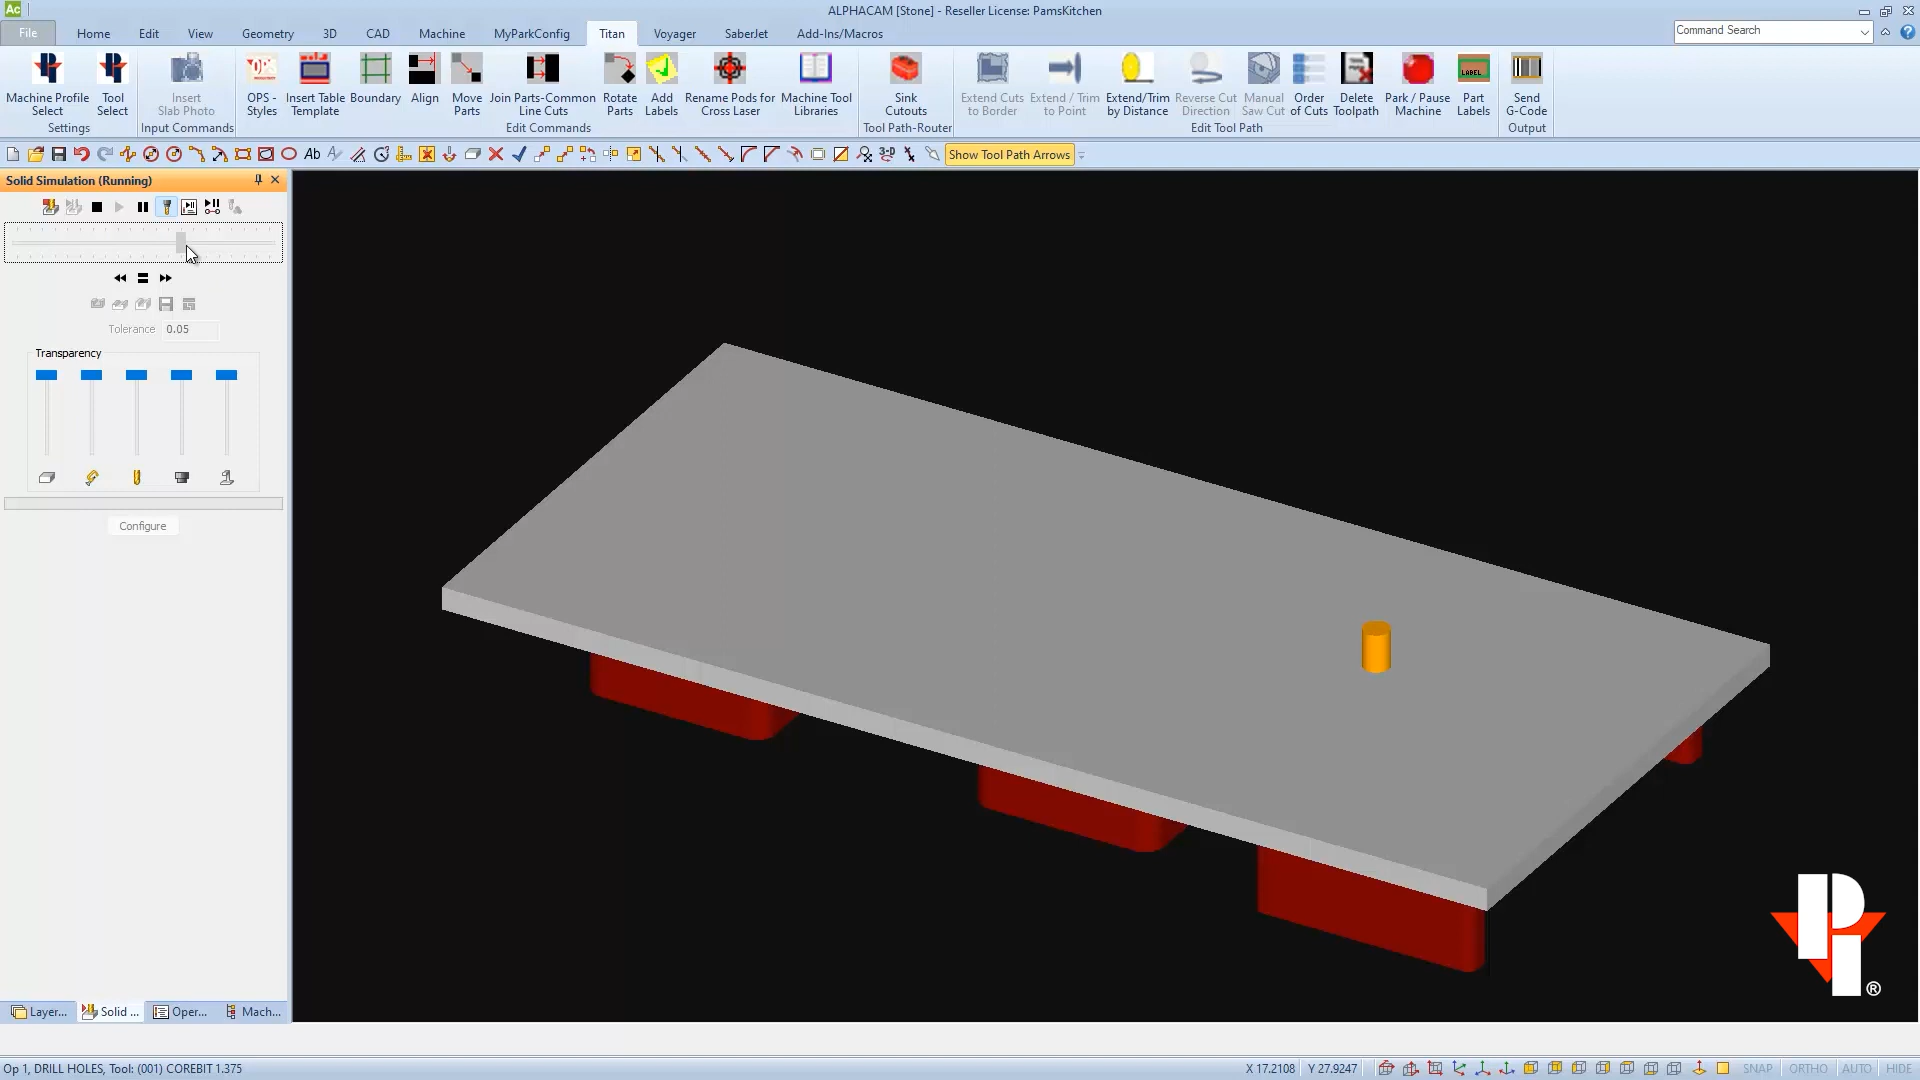 Ac
ALPHACAM [Stone] - Reseller License: PamsKitchen
File Home Edit View Geometry 3D CAD Machine MyParkConfig Titan Voyager SaberJet Add-Ins/Macros
Command Search
Machine Profile Select
Tool Select
Settings
Insert Slab Photo
Input Commands
OPS - Styles
Insert Table Template
Boundary
Align
Move Parts
Join Parts-Common Line Cuts
Rotate Parts
Add Labels
Rename Pods for Cross Laser
Machine Tool Libraries
Edit Commands
Sink Cutouts
Tool Path-Router
Extend Cuts to Border
Extend / Trim to Point
Extend/Trim by Distance
Reverse Cut Direction
Manual Saw Cut
Order of Cuts
Delete Toolpath
Park / Pause Machine
LABEL
Part Labels
Edit Tool Path
Send G-Code
Output
Ab
3-D
Show Tool Path Arrows
Solid Simulation (Running)
Tolerance 0.05
Transparency
Configure
Layer... Solid ... Oper... Mach...
Op 1, DRILL HOLES, Tool: (001) COREBIT 1.375
X 17.2108 Y 27.9247
SNAP ORTHO AUTO HIDE
®